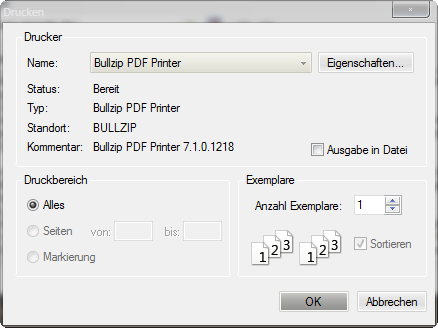 Drucken
Drucker
Name: Bullzip PDF Printer Eigenschaften...
Status: Bereit
Typ: Bullzip PDF Printer
Standort: BULLZIP
Kommentar: Bullzip PDF Printer 7.1.0.1218
Ausgabe in Datei
Druckbereich
Alles
Seiten von: bis:
Markierung
Exemplare
Anzahl Exemplare: 1
1 2 3 1 2 3
Sortieren
OK Abbrechen